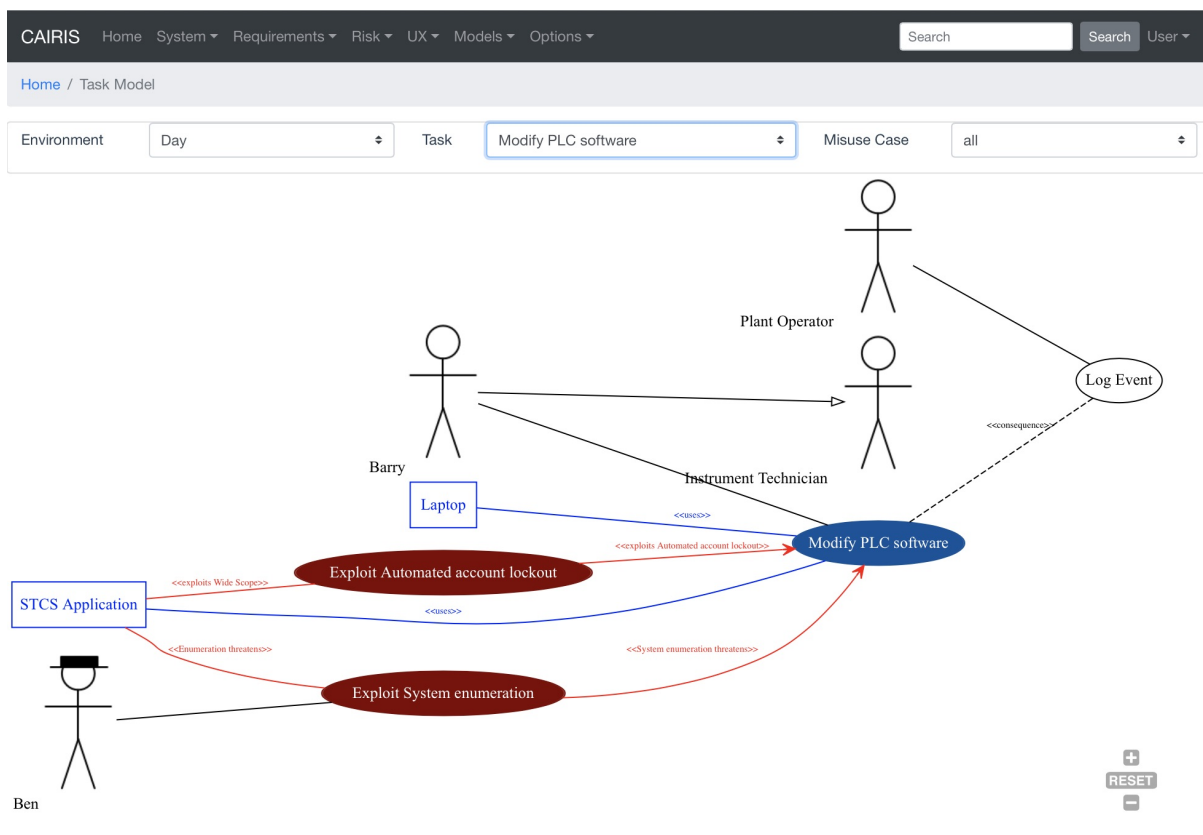 CAIRIS Home System Requirements Risk UX Models Options Search Search User
Home / Task Model
Environment Day Task Modify PLC software Misuse Case all
Plant Operator
Log Event
<<consequence>>
Barry
Instrument Technician
Laptop
<<uses>>
Modify PLC software
<<exploits Automated account lockout>>
Exploit Automated account lockout
<<exploits Wide Scope>>
STCS Application
<<uses>>
<<Enumeration threatens>>
<<System enumeration threatens>>
Exploit System enumeration
Ben
+
RESET
−